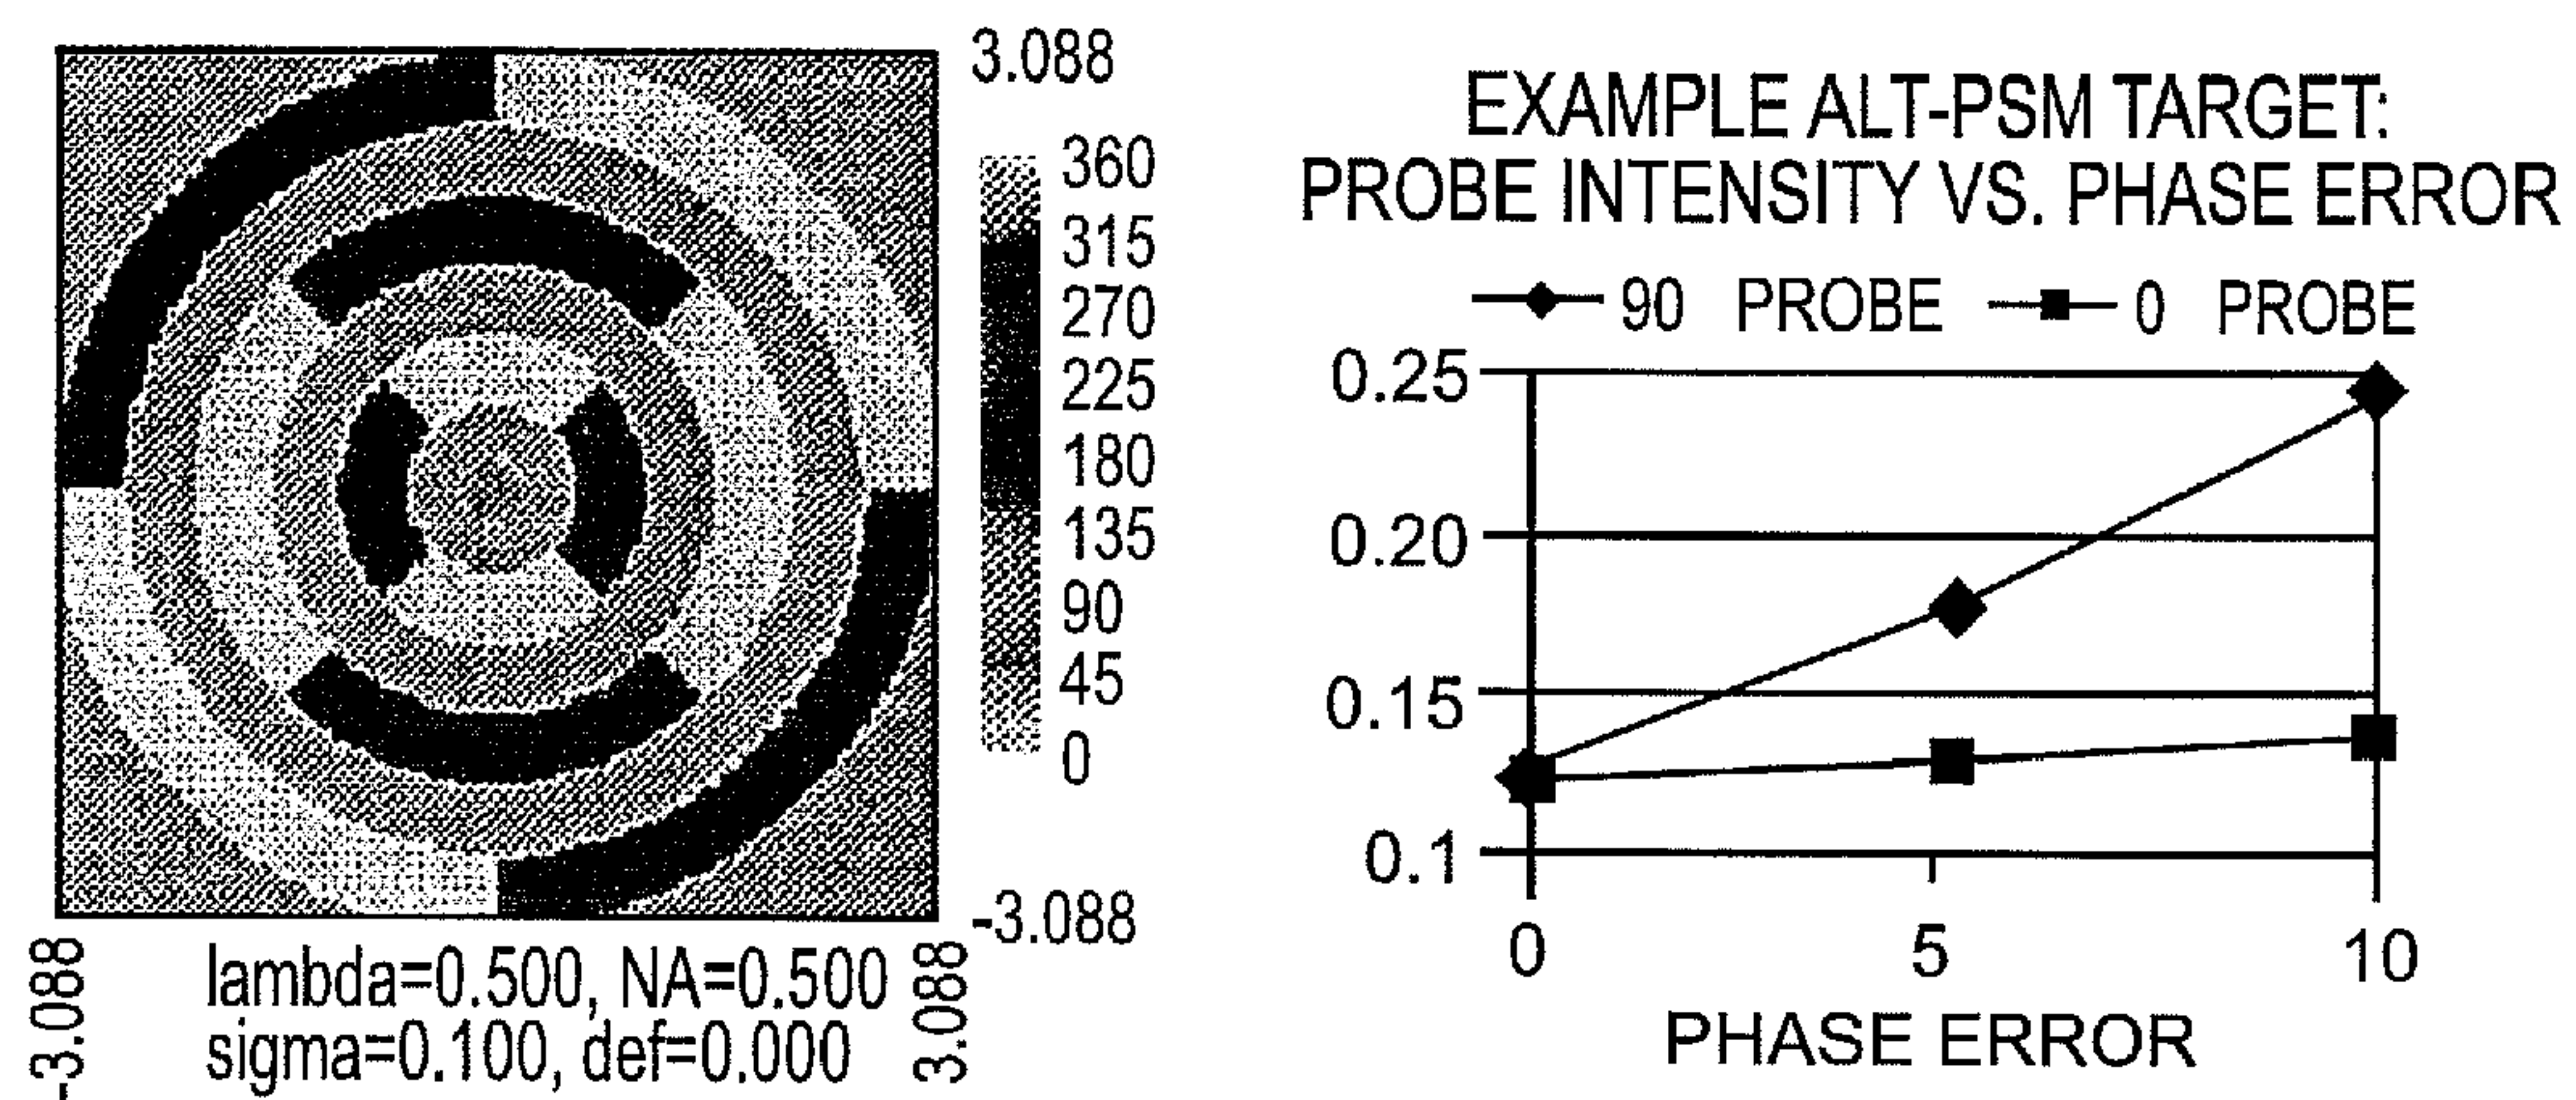 3.088
360
315
270
225
180
135
90
45
0
-3.088
-3.088
3.088
lambda=0.500, NA=0.500
sigma=0.100, def=0.000
EXAMPLE ALT-PSM TARGET:
PROBE INTENSITY VS. PHASE ERROR
90 PROBE 0 PROBE
0.25
0.20
0.15
0.1
0 5 10
PHASE ERROR